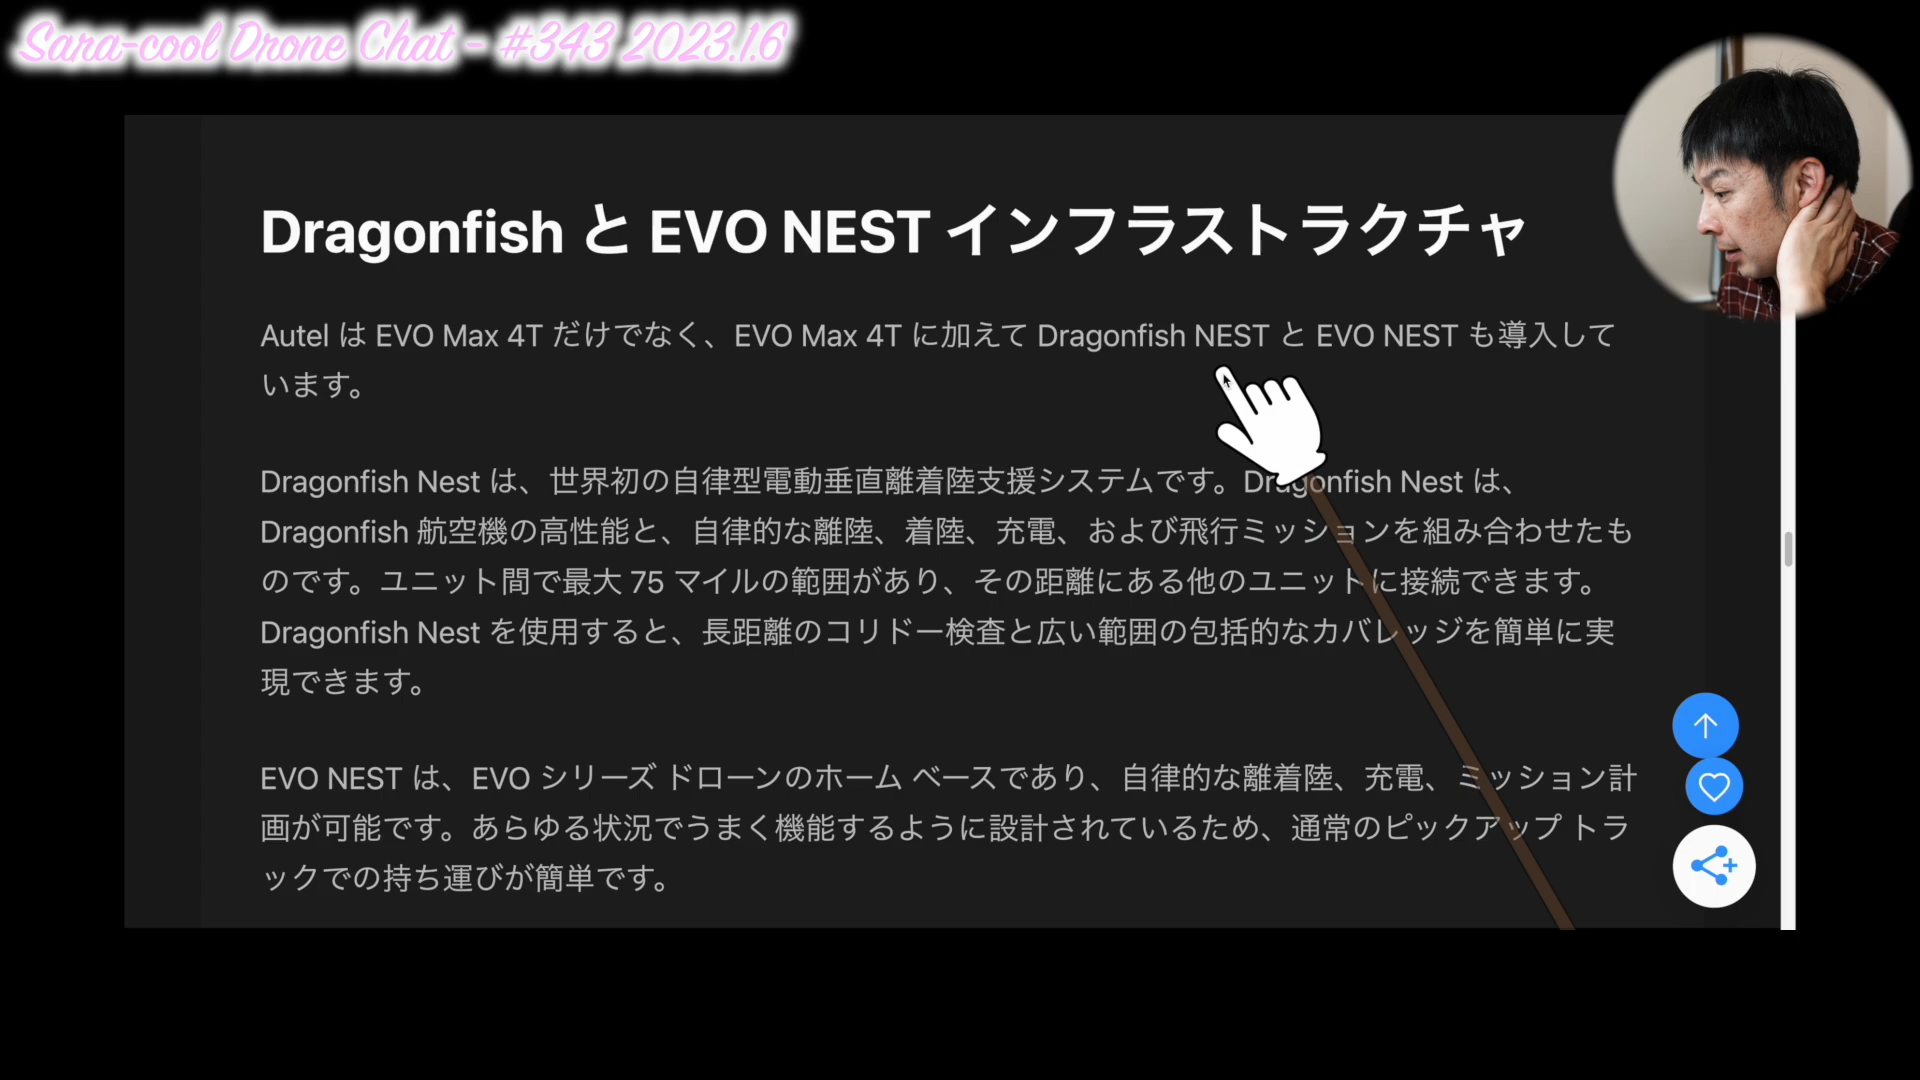 Sara-cool Drone Chat - #343 2023.1.6
Dragonfish と EVO NEST インフラストラクチャ
Autel は EVO Max 4T だけでなく、EVO Max 4T に加えて Dragonfish NEST と EVO NEST も導入して
います。
Dragonfish Nest は、世界初の自律型電動垂直離着陸支援システムです。Dragonfish Nest は、
Dragonfish 航空機の高性能と、自律的な離陸、着陸、充電、および飛行ミッションを組み合わせたも
のです。ユニット間で最大 75 マイルの範囲があり、その距離にある他のユニットに接続できます。
Dragonfish Nest を使用すると、長距離のコリドー検査と広い範囲の包括的なカバレッジを簡単に実
現できます。
EVO NEST は、EVO シリーズ ドローンのホーム ベースであり、自律的な離着陸、充電、ミッション計
画が可能です。あらゆる状況でうまく機能するように設計されているため、通常のピックアップ トラ
ックでの持ち運びが簡単です。